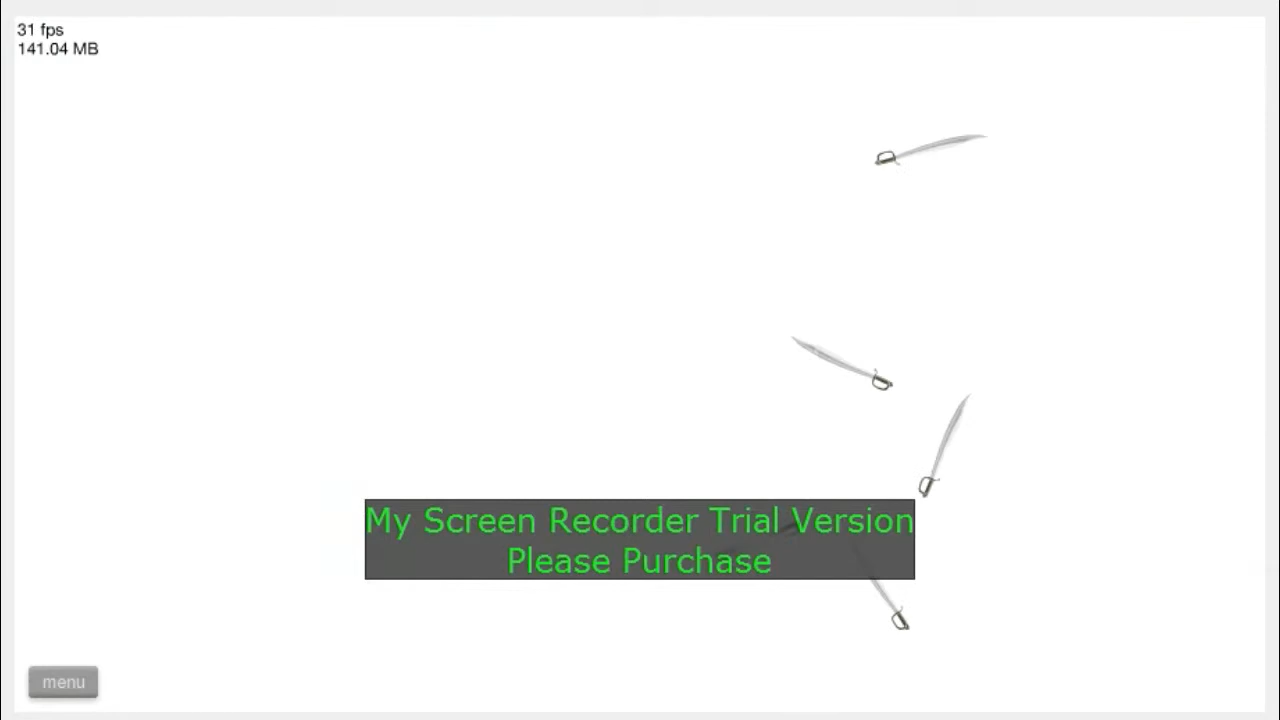 31 fps
141.04 MB
My Screen Recorder Trial Version
Please Purchase
menu